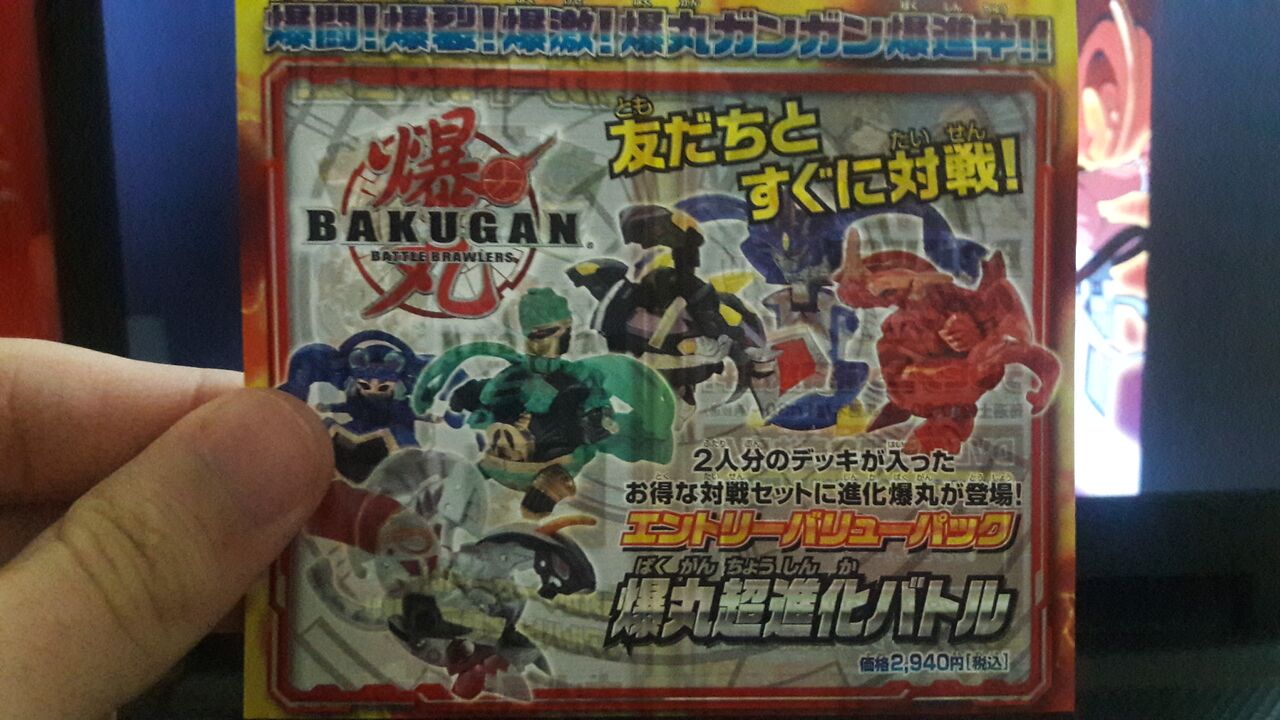 爆闘!爆裂!爆激!爆丸ガンガン爆進中!!
爆
BAKUGAN®
BATTLE BRAWLERS
丸
友だちと
すぐに対戦!
2人分のデッキが入った
お得な対戦セットに進化爆丸が登場!
エントリーバリューパック
爆丸超進化バトル
価格2,940円[税込]